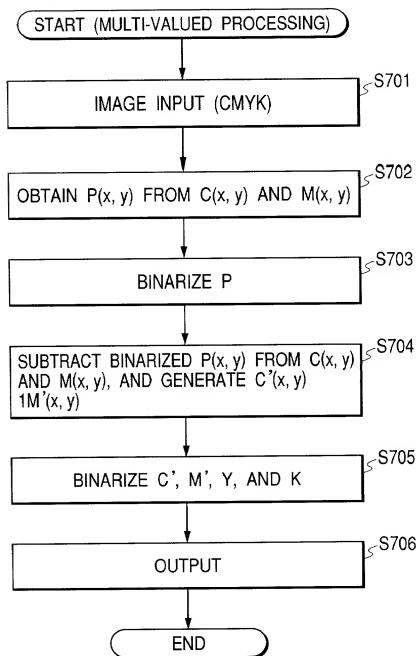 START (MULTI-VALUED PROCESSING)
S701
IMAGE INPUT (CMYK)
S702
OBTAIN P(x, y) FROM C(x, y) AND M(x, y)
S703
BINARIZE P
S704
SUBTRACT BINARIZED P(x, y) FROM C(x, y)
AND M(x, y), AND GENERATE C'(x, y)
1M'(x, y)
S705
BINARIZE C', M', Y, AND K
S706
OUTPUT
END